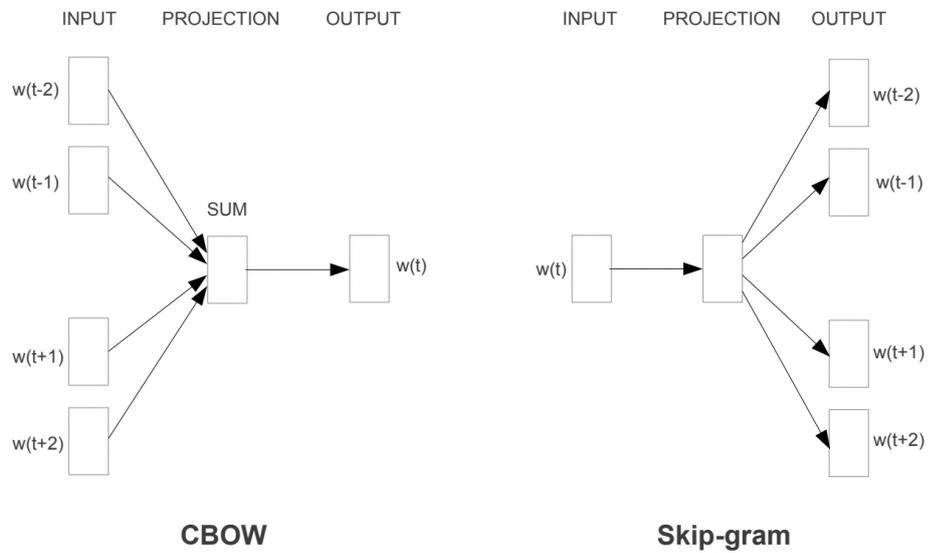 INPUT PROJECTION OUTPUT
w(t-2)
w(t-1)
SUM
w(t)
w(t+1)
w(t+2)
CBOW
INPUT PROJECTION OUTPUT
w(t-2)
w(t-1)
w(t)
w(t+1)
w(t+2)
Skip-gram